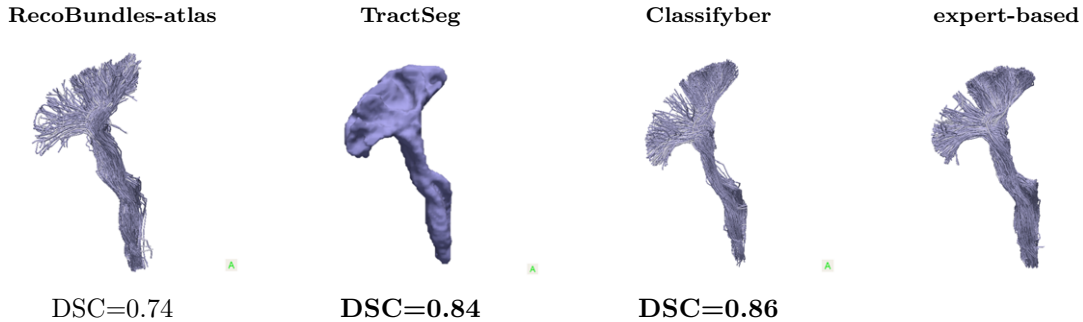 RecoBundles-atlas TractSeg Classifyber expert-based
A A A
DSC=0.74 DSC=0.84 DSC=0.86